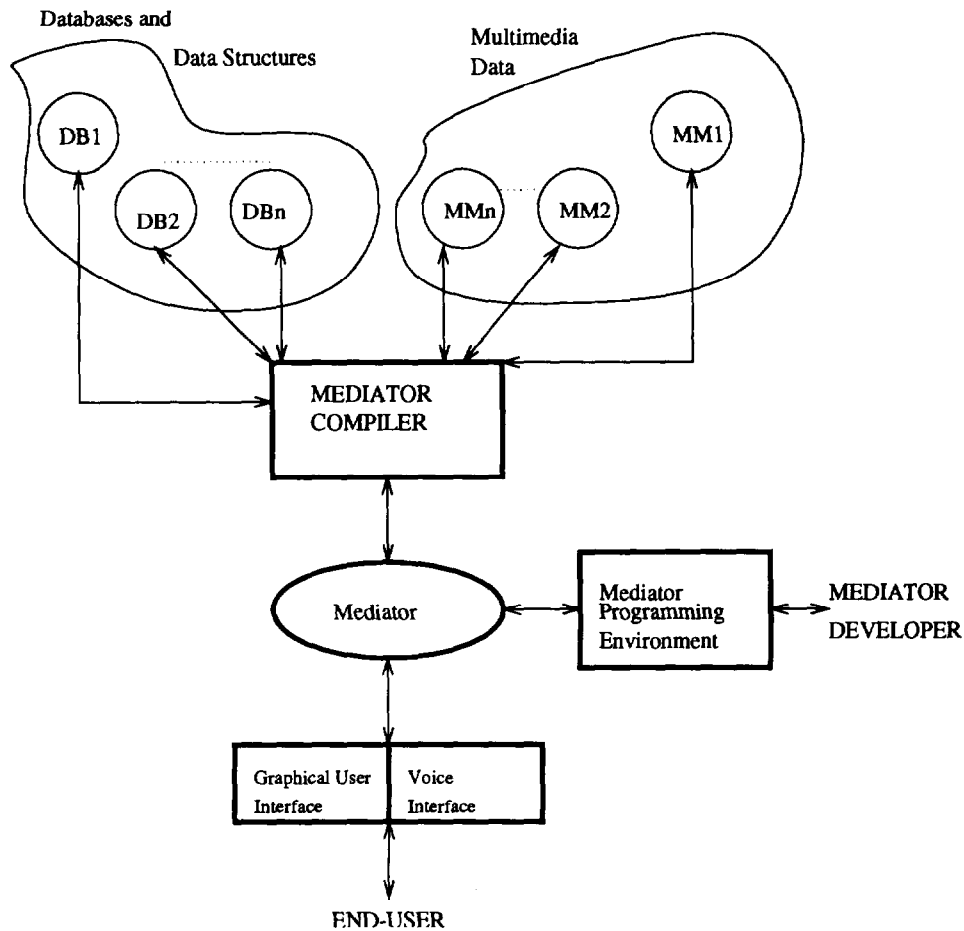 Databases and
Data Structures
Multimedia
Data
DB1
DB2
DBn
MMn
MM2
MM1
MEDIATOR
COMPILER
Mediator
Mediator
Programming
Environment
MEDIATOR
DEVELOPER
Graphical User
Interface
Voice
Interface
END-USER